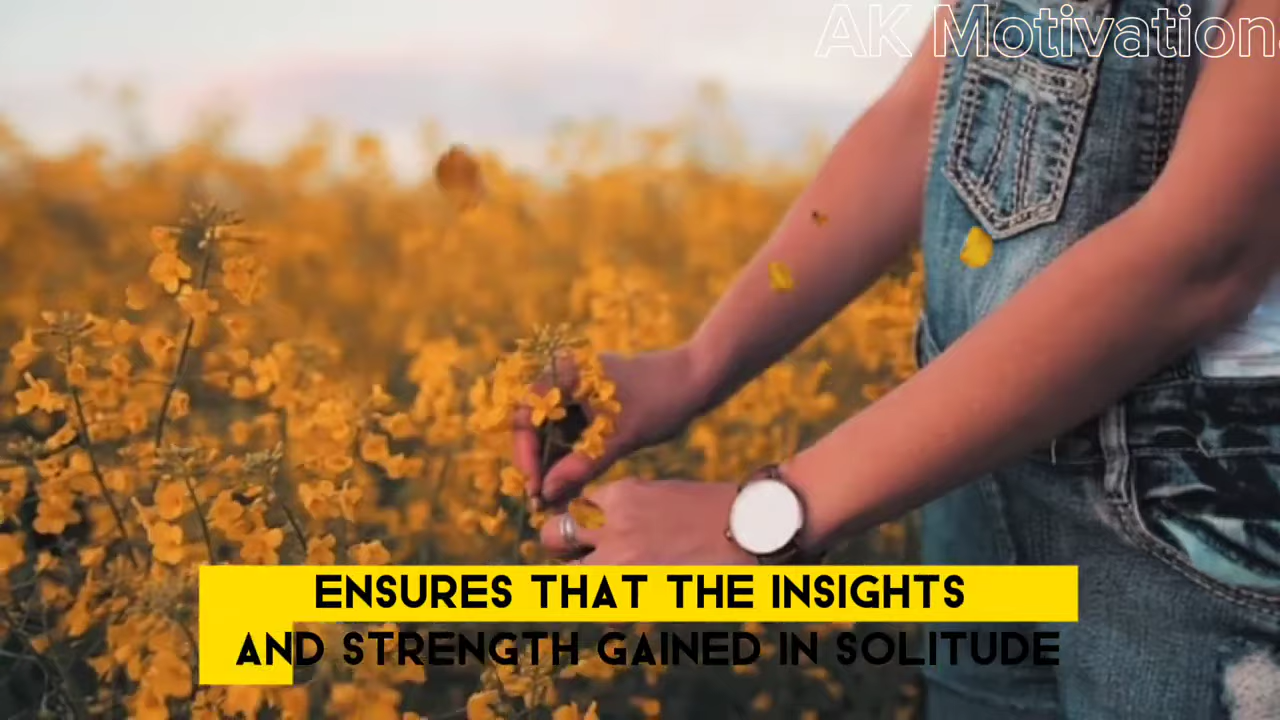 AK Motivation
ENSURES THAT THE INSIGHTS
AND STRENGTH GAINED IN SOLITUDE